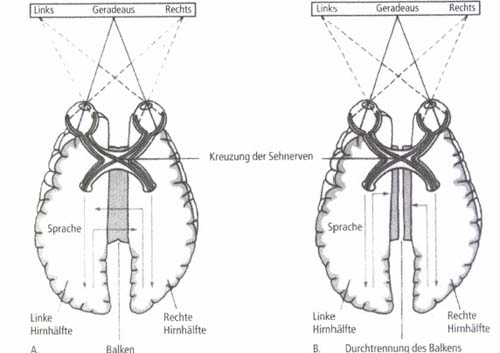 Links Geradeaus Rechts
Links Geradeaus Rechts
Kreuzung der Sehnerven
Sprache
Sprache
Linke
Hirnhälfte
Rechte
Hirnhälfte
Linke
Hirnhälfte
Rechte
Hirnhälfte
A. Balken
B. Durchtrennung des Balkens